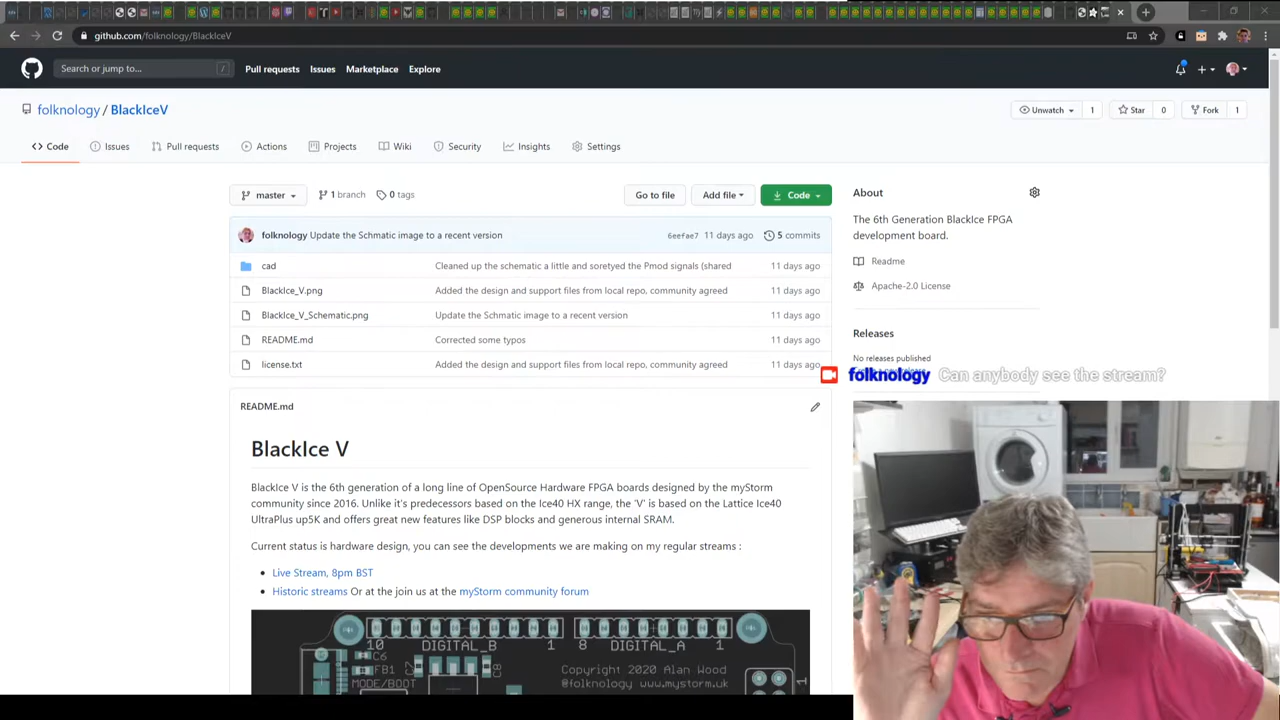 github.com/folknology/BlackIceV
Search or jump to... /
Pull requests Issues Marketplace Explore
folknology / BlackIceV
Unwatch 1 Star 0 Fork 1
Code Issues Pull requests Actions Projects Wiki Security Insights Settings
master 1 branch 0 tags Go to file Add file Code
folknology Update the Schmatic image to a recent version 6eefae7 11 days ago 5 commits
cad Cleaned up the schematic a little and soretyed the Pmod signals (shared 11 days ago
BlackIce_V.png Added the design and support files from local repo, community agreed 11 days ago
BlackIce_V_Schematic.png Update the Schmatic image to a recent version 11 days ago
README.md Corrected some typos 11 days ago
license.txt Added the design and support files from local repo, community agreed 11 days ago
About
The 6th Generation BlackIce FPGA
development board.
Readme
Apache-2.0 License
Releases
No releases published
folknology Can anybody see the stream?
README.md
BlackIce V
BlackIce V is the 6th generation of a long line of OpenSource Hardware FPGA boards designed by the myStorm
community since 2016. Unlike it's predecessors based on the Ice40 HX range, the 'V' is based on the Lattice Ice40
UltraPlus up5K and offers great new features like DSP blocks and generous internal SRAM.
Current status is hardware design, you can see the developments we are making on my regular streams :
Live Stream, 8pm BST
Historic streams Or at the join us at the myStorm community forum
10 DIGITAL_B 1 8 DIGITAL_A 1
C6
FB1
C8
MODE/BOOT
Copyright 2020 Alan Wood
@folknology www.mystorm.uk
1